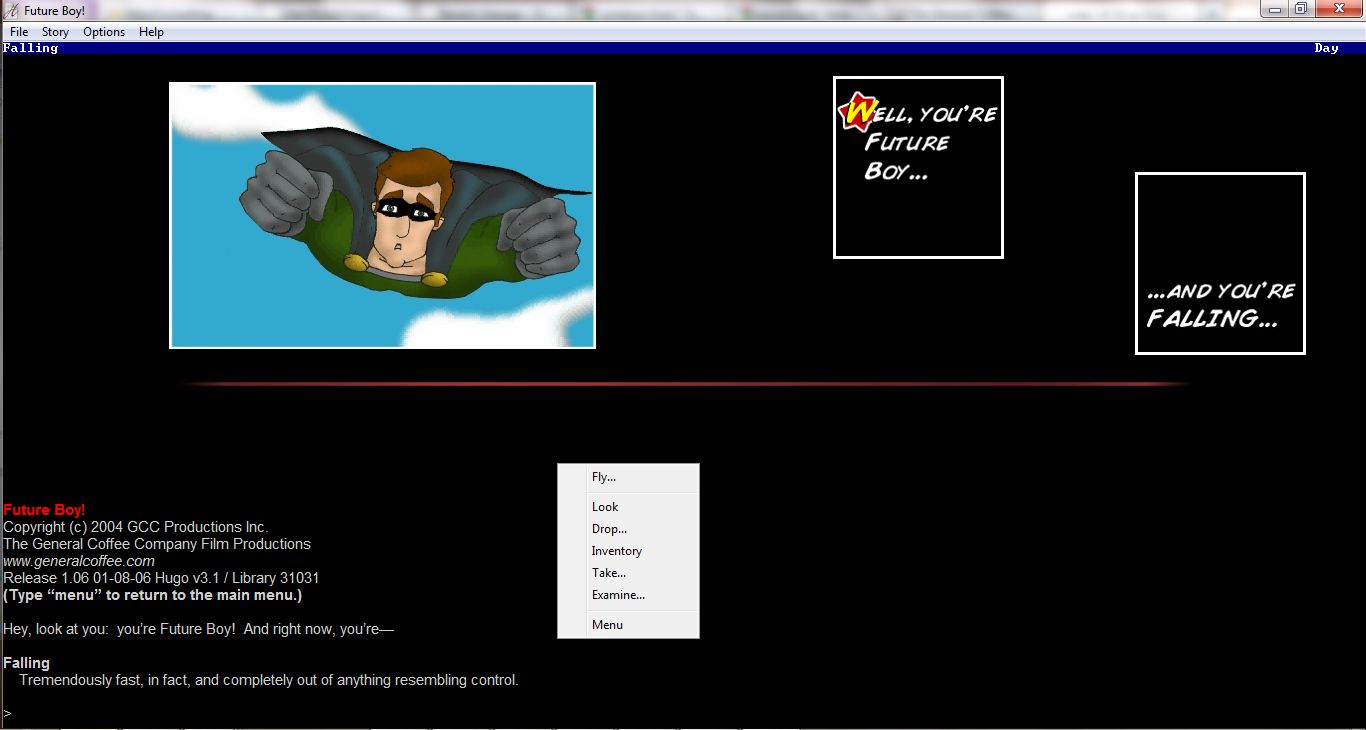 Future Boy!
File Story Options Help
Falling Day
WELL, YOU'RE
FUTURE
BOY...
...AND YOU'RE
FALLING...
Fly...
Look
Drop...
Inventory
Take...
Examine...
Menu
Future Boy!
Copyright (c) 2004 GCC Productions Inc.
The General Coffee Company Film Productions
www.generalcoffee.com
Release 1.06 01-08-06 Hugo v3.1 / Library 31031
(Type “menu” to return to the main menu.)
Hey, look at you:  you’re Future Boy!  And right now, you’re—
Falling
Tremendously fast, in fact, and completely out of anything resembling control.
>